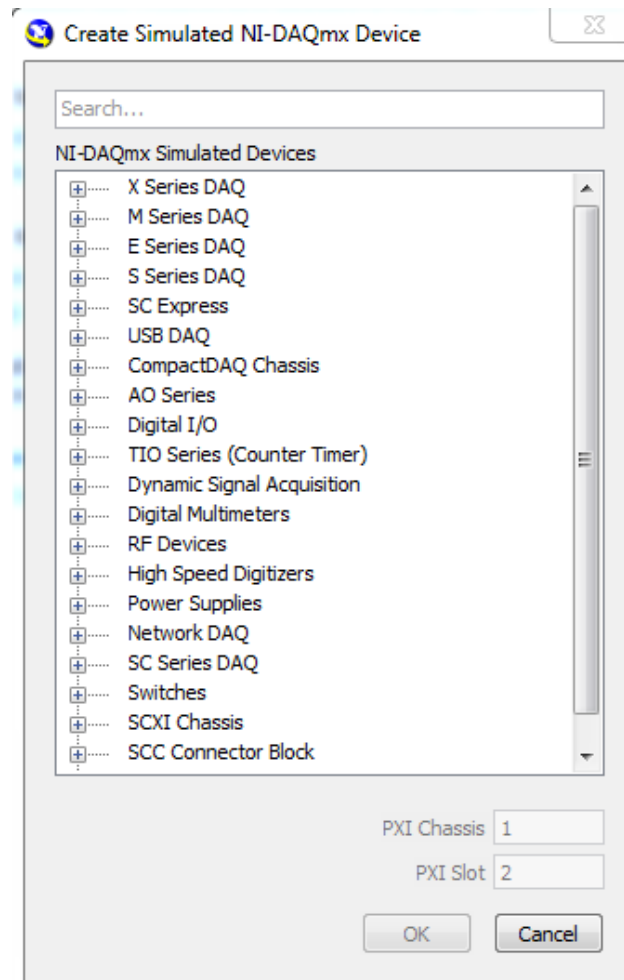 Create Simulated NI-DAQmx Device
Search...
NI-DAQmx Simulated Devices
X Series DAQ
M Series DAQ
E Series DAQ
S Series DAQ
SC Express
USB DAQ
CompactDAQ Chassis
AO Series
Digital I/O
TIO Series (Counter Timer)
Dynamic Signal Acquisition
Digital Multimeters
RF Devices
High Speed Digitizers
Power Supplies
Network DAQ
SC Series DAQ
Switches
SCXI Chassis
SCC Connector Block
PXI Chassis 1
PXI Slot 2
OK Cancel